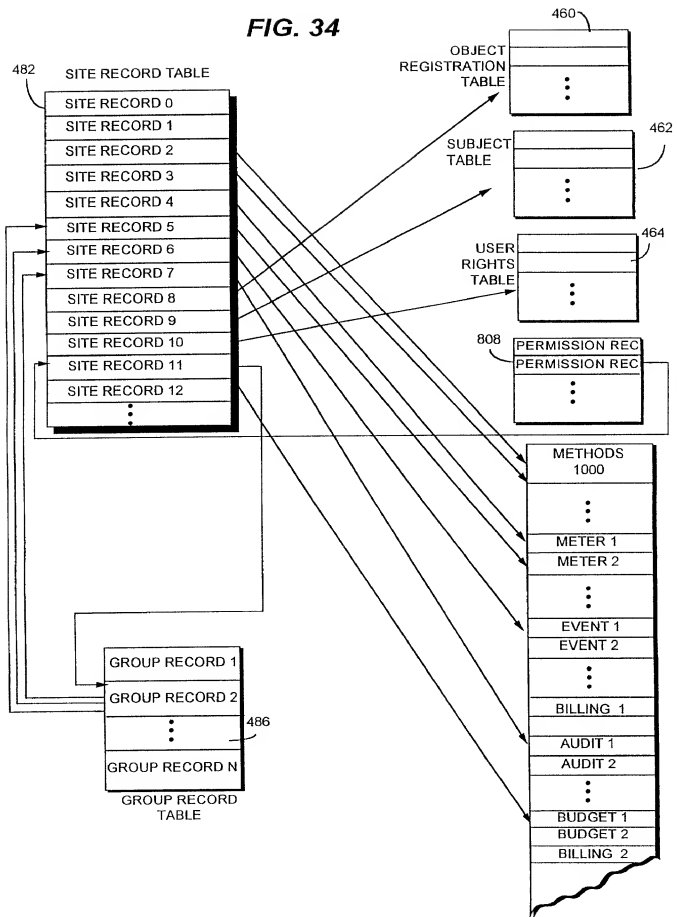 FIG. 34
482
SITE RECORD TABLE
SITE RECORD 0
SITE RECORD 1
SITE RECORD 2
SITE RECORD 3
SITE RECORD 4
SITE RECORD 5
SITE RECORD 6
SITE RECORD 7
SITE RECORD 8
SITE RECORD 9
SITE RECORD 10
SITE RECORD 11
SITE RECORD 12
460
OBJECT
REGISTRATION
TABLE
SUBJECT
TABLE
462
USER
RIGHTS
TABLE
464
808
PERMISSION REC
PERMISSION REC
METHODS
1000
METER 1
METER 2
EVENT 1
EVENT 2
BILLING 1
AUDIT 1
AUDIT 2
BUDGET 1
BUDGET 2
BILLING 2
GROUP RECORD 1
GROUP RECORD 2
486
GROUP RECORD N
GROUP RECORD
TABLE